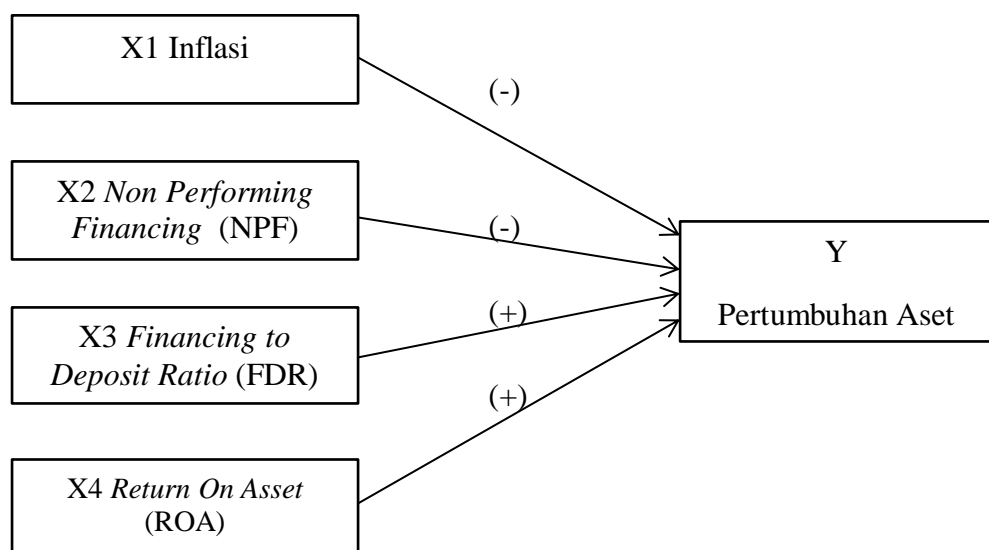 X1 Inflasi
(-)
X2 Non Performing
Financing (NPF)
(-)
Y
Pertumbuhan Aset
X3 Financing to
Deposit Ratio (FDR)
(+)
(+)
X4 Return On Asset
(ROA)